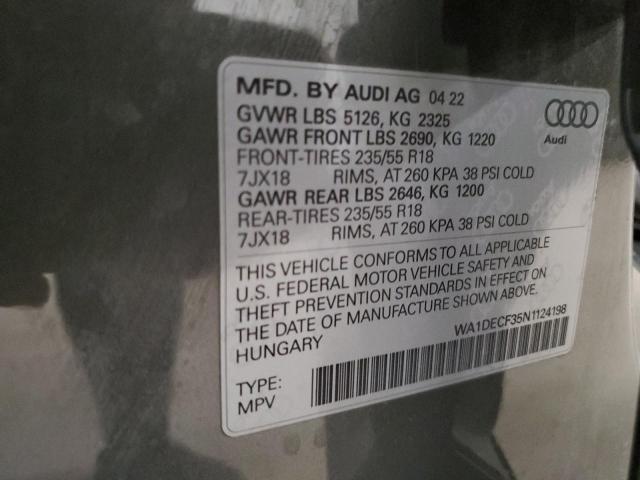 MFD. BY AUDI AG 04 22
GVWR LBS 5126, KG 2325
GAWR FRONT LBS 2690, KG 1220
FRONT-TIRES 235/55 R18
7JX18 RIMS, AT 260 KPA 38 PSI COLD
GAWR REAR LBS 2646, KG 1200
REAR-TIRES 235/55 R18
7JX18 RIMS, AT 260 KPA 38 PSI COLD
Audi
THIS VEHICLE CONFORMS TO ALL APPLICABLE
U.S. FEDERAL MOTOR VEHICLE SAFETY AND
THEFT PREVENTION STANDARDS IN EFFECT ON
THE DATE OF MANUFACTURE SHOWN ABOVE.
HUNGARY
WA1DECF35N1124198
TYPE:
MPV